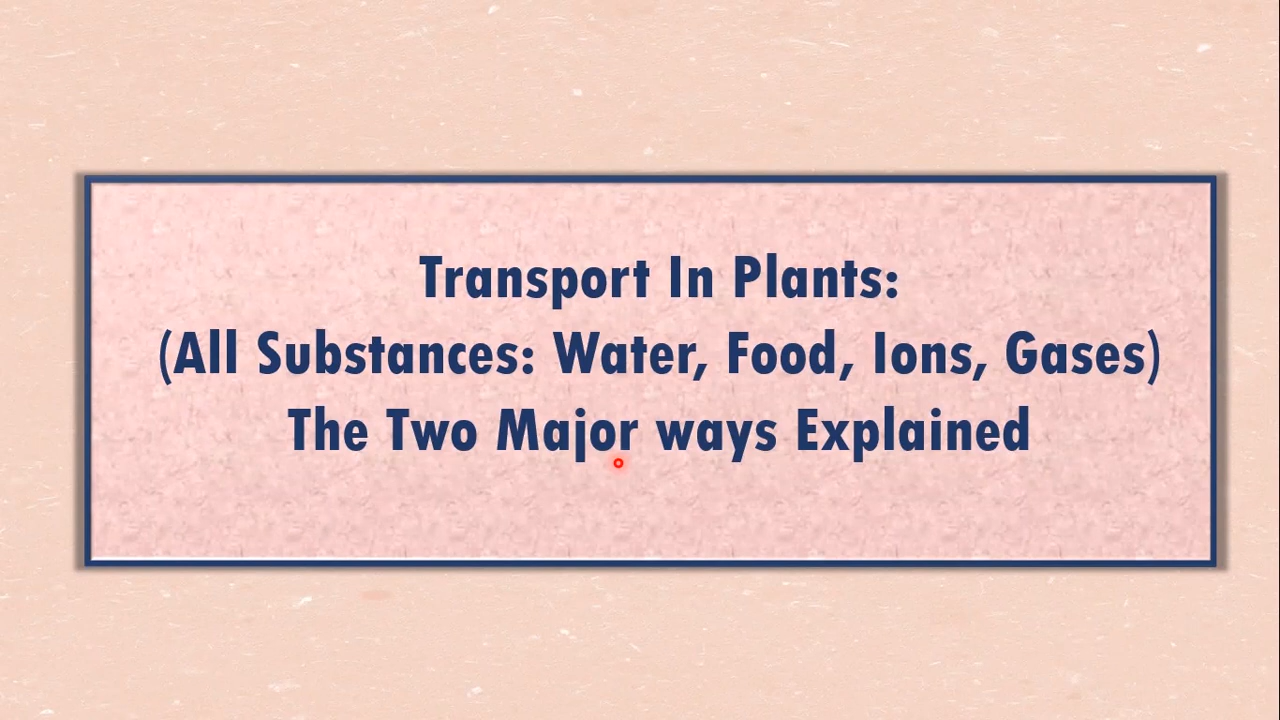 Transport In Plants:
(All Substances: Water, Food, Ions, Gases)
The Two Major ways Explained